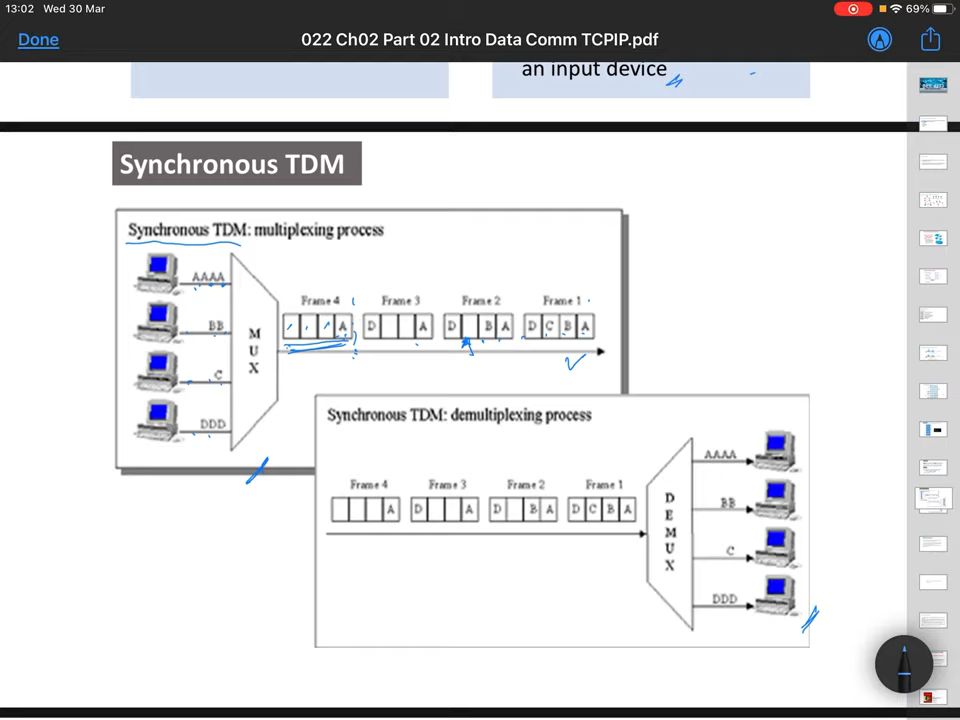 13:02 Wed 30 Mar
69%
Done
022 Ch02 Part 02 Intro Data Comm TCPIP.pdf
an input device
Synchronous TDM
Synchronous TDM: multiplexing process
AAAA
BB
C
DDD
M
U
X
Frame 4 Frame 3 Frame 2 Frame 1
A D A D B A D C B A
Synchronous TDM: demultiplexing process
Frame 4 Frame 3 Frame 2 Frame 1
A D A D B A D C B A
D
E
M
U
X
AAAA
BB
C
DDD